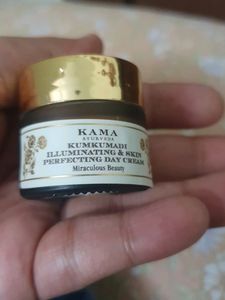 KAMA
AYURVEDA
KUMKUMADI
ILLUMINATING & SKIN
PERFECTING DAY CREAM
Miraculous Beauty